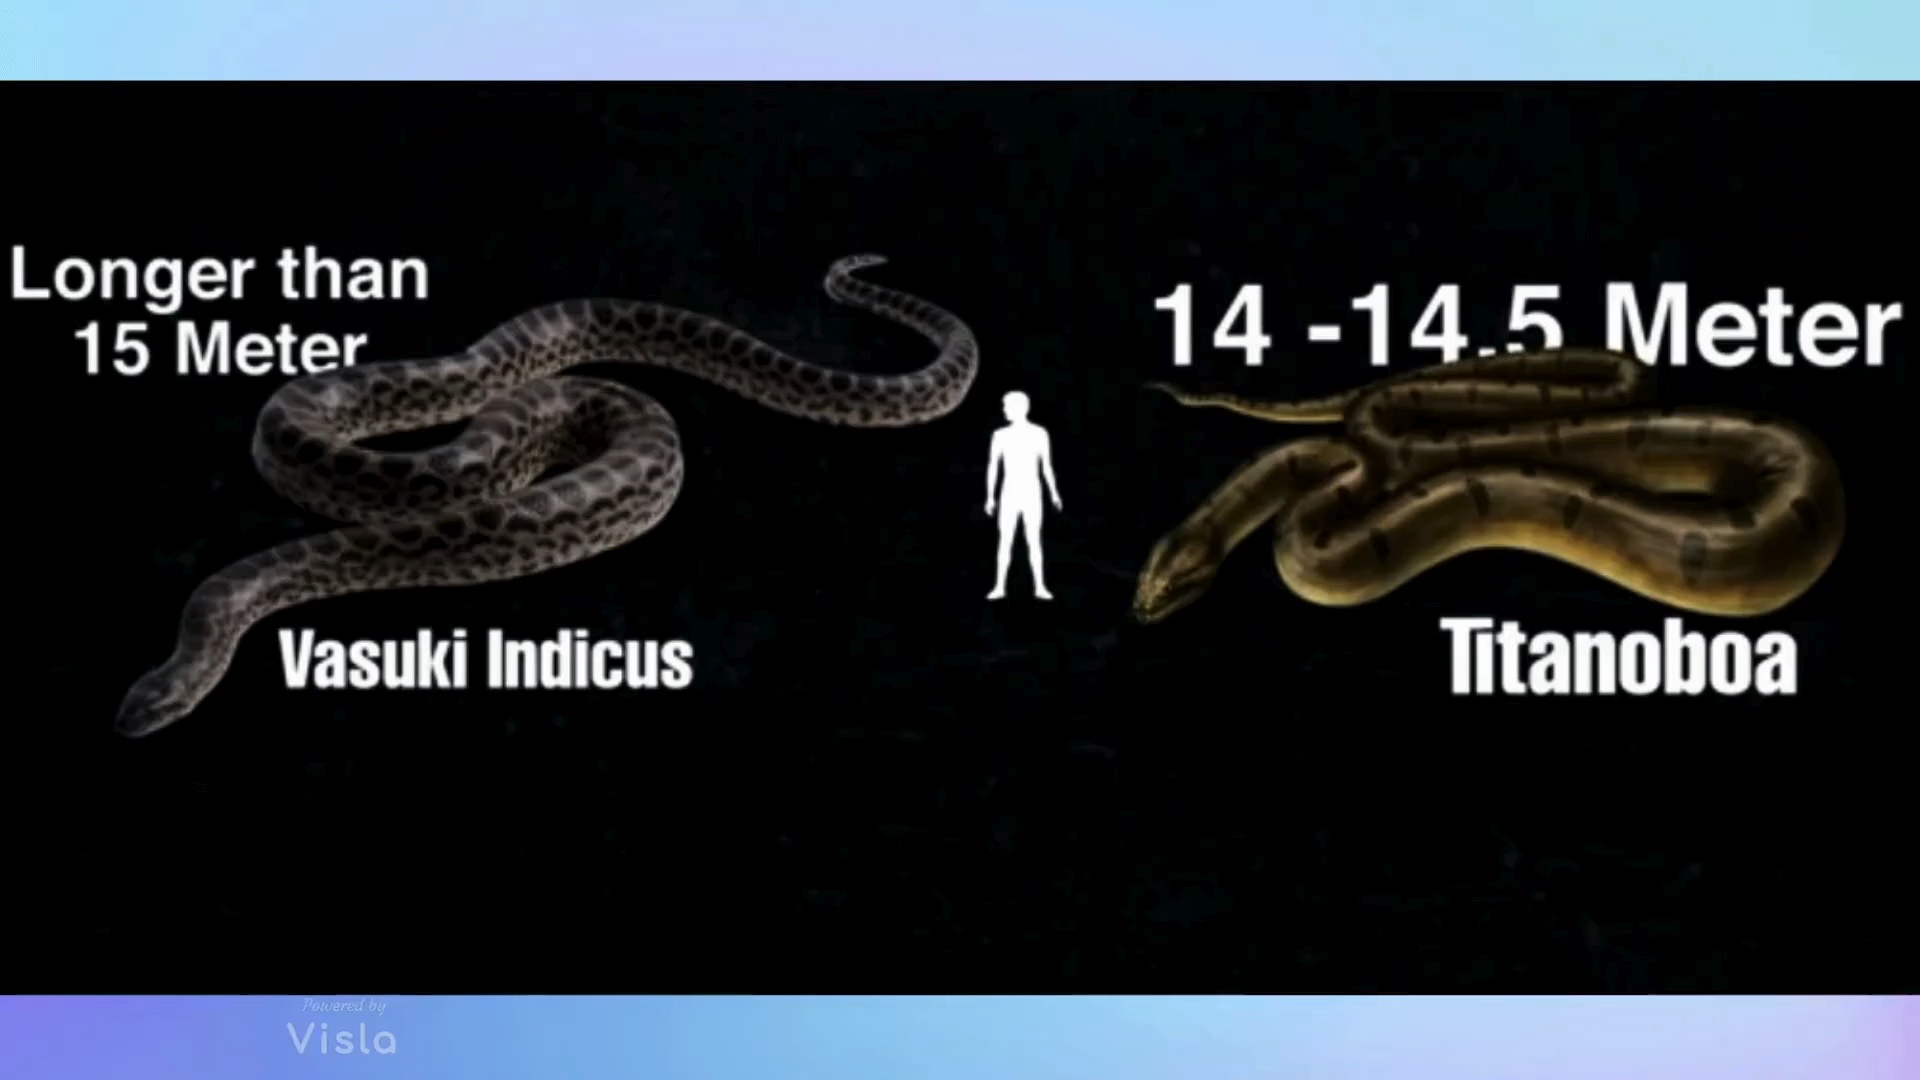 Longer than
15 Meter
14 -14.5 Meter
Vasuki Indicus
Titanoboa
Powered by
Visla